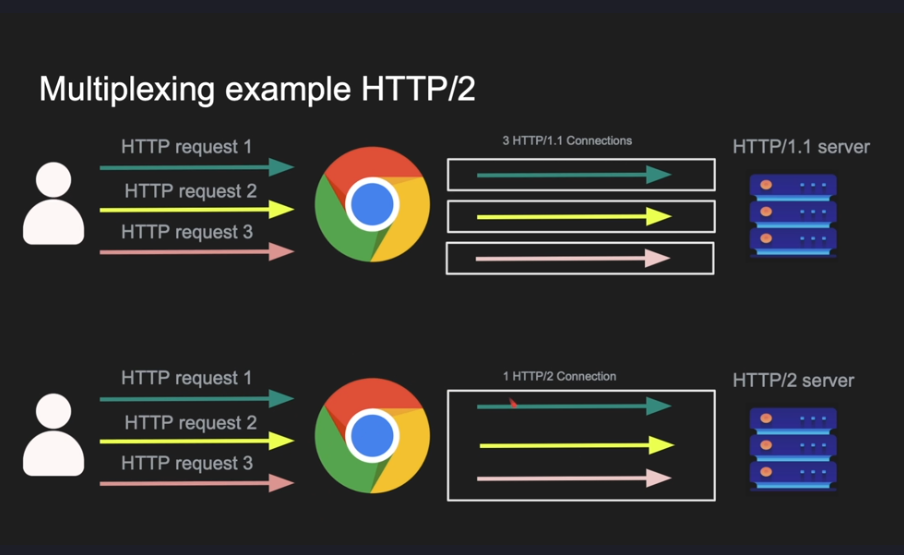 Multiplexing example HTTP/2
HTTP request 1
HTTP request 2
HTTP request 3
3 HTTP/1.1 Connections
HTTP/1.1 server
HTTP request 1
HTTP request 2
HTTP request 3
1 HTTP/2 Connection
HTTP/2 server